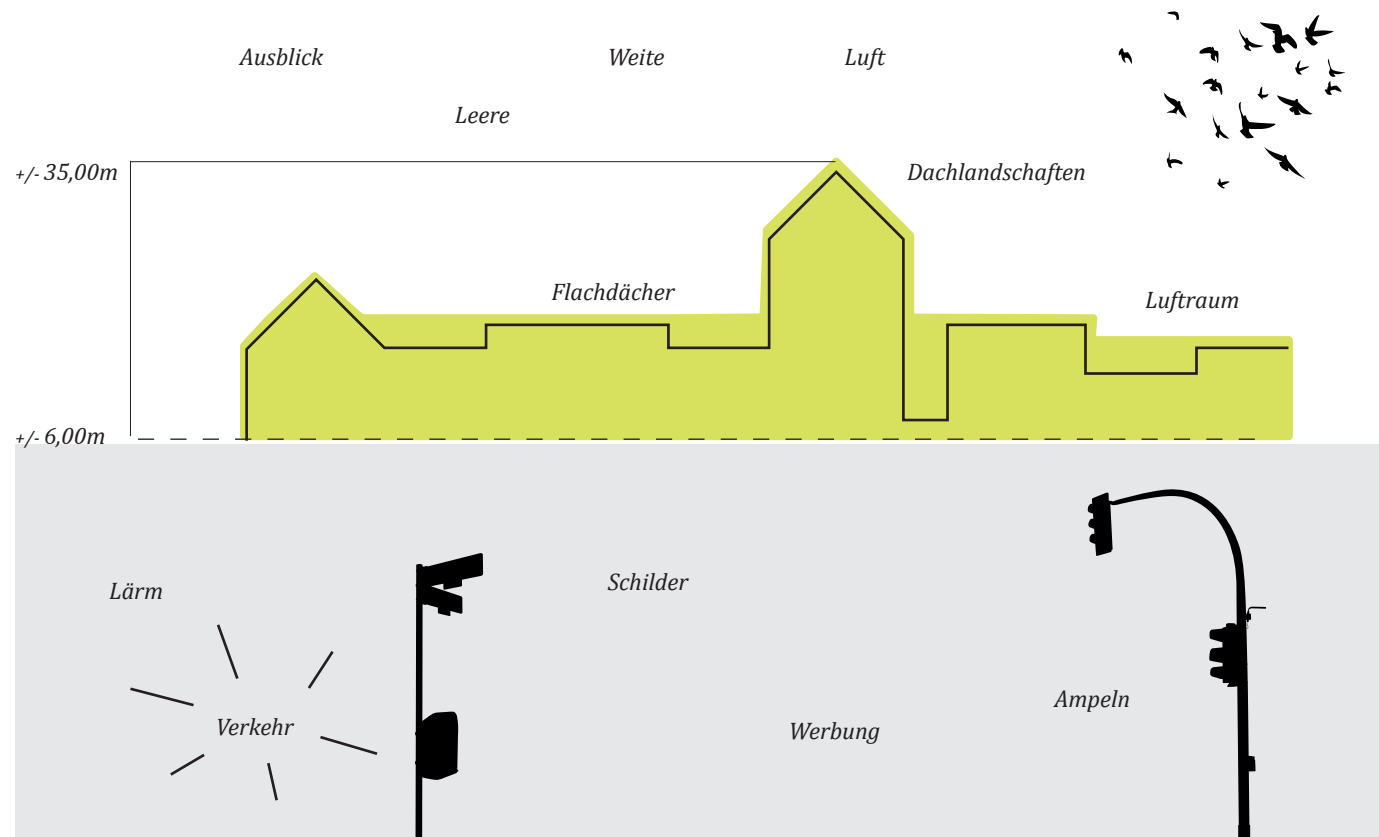 Ausblick
Weite
Luft
Leere
+/- 35,00m
Dachlandschaften
Flachdächer
Luftraum
+/- 6,00m
Lärm
Schilder
Verkehr
Werbung
Ampeln